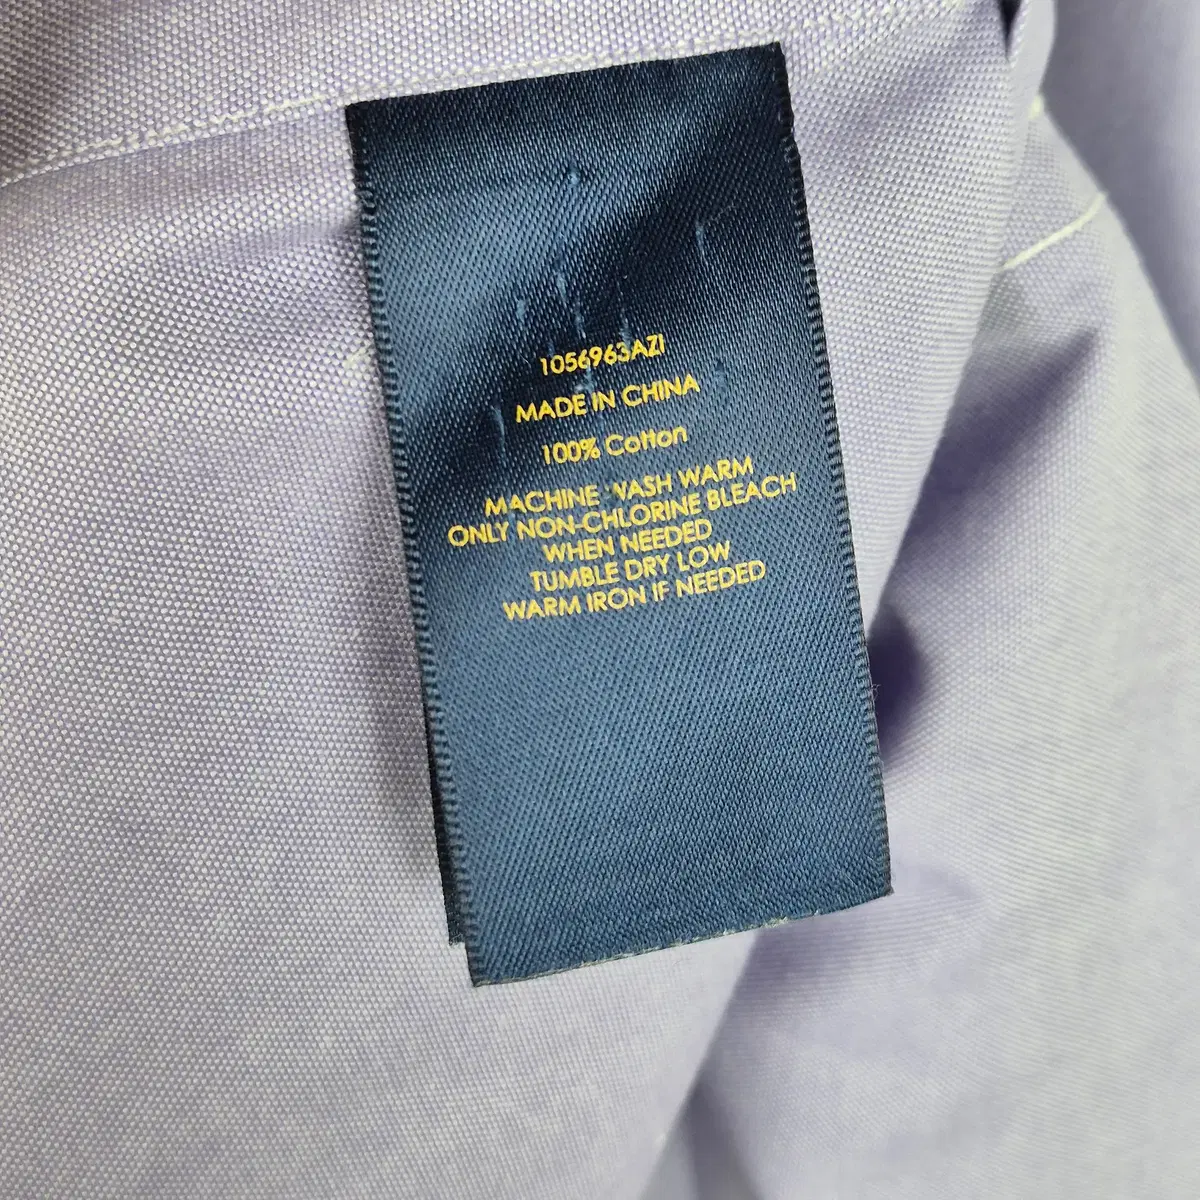 1056963AZI
MADE IN CHINA
100% Cotton
MACHINE WASH WARM
ONLY NON-CHLORINE BLEACH
WHEN NEEDED
TUMBLE DRY LOW
WARM IRON IF NEEDED